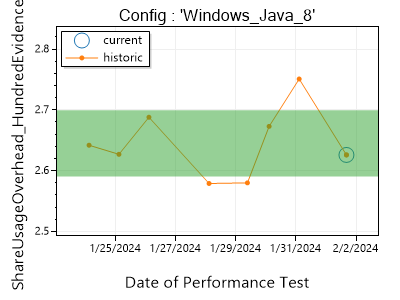 Config : 'Windows_Java_8'
current
historic
ShareUsageOverhead_HundredEvidence
2.8
2.7
2.6
2.5
1/25/2024
1/27/2024
1/29/2024
1/31/2024
2/2/2024
Date of Performance Test